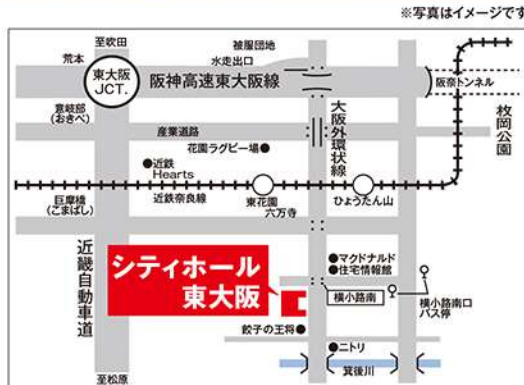 ※写真はイメージです
至吹田
被服団地
荒本
水走出口
東大阪
JCT.
阪神高速東大阪線
阪奈トンネル
意岐部
(おきべ)
産業道路
大阪外環状線
枚岡公園
花園ラグビー場
近鉄
Hearts
巨摩橋
(こまばし)
近鉄奈良線
東花園
六万寺
ひょうたん山
近畿自動車道
シティホール
東大阪
マクドナルド
住宅情報館
横小路南
横小路南口
バス停
餃子の王将
ニトリ
箕後川
至松原